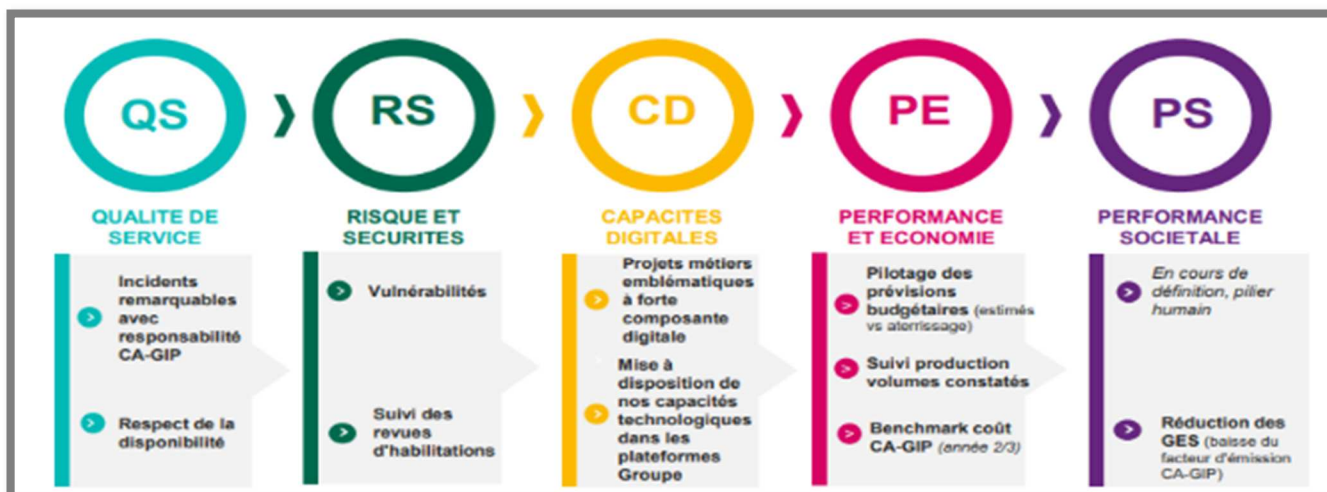 QS
RS
CD
PE
PS
QUALITE DE
SERVICE
RISQUE ET
SECURITES
CAPACITES
DIGITALES
PERFORMANCE
ET ECONOMIE
PERFORMANCE
SOCIETALE
Incidents
remarquables
avec
responsabilité
CA-GIP
Respect de la
disponibilité
Vulnérabilités
Suivi des
revues
d'habilitations
Projets métiers
emblématiques
à forte
composante
digitale
Mise à
disposition de
nos capacités
technologiques
dans les
plateformes
Groupe
Pilotage des
prévisions
budgétaires (estimés
vs aterrissage)
Suivi production
volumes constatés
Benchmark coût
CA-GIP (année 2/3)
En cours de
définition, pilier
humain
Réduction des
GES (baisse du
facteur d'émission
CA-GIP)